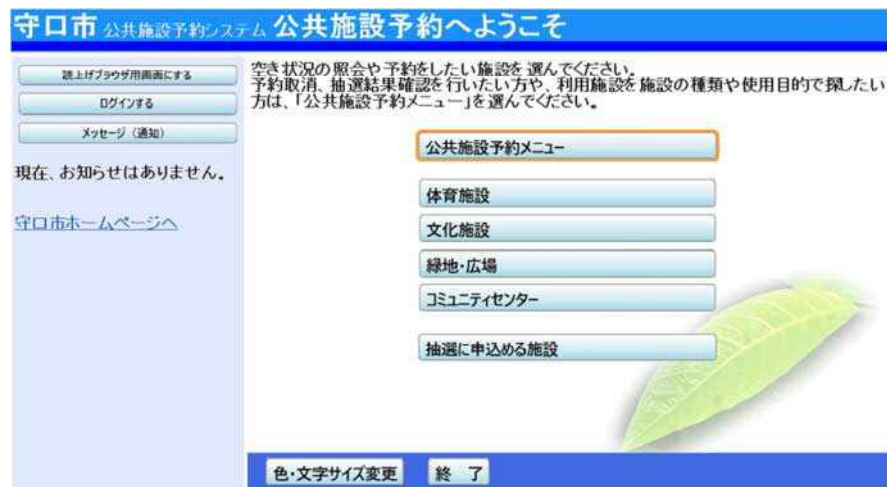 守口市 公共施設予約システム 公共施設予約へようこそ
読上げブラウザ用画面にする
ログインする
メッセージ（通知）
現在、お知らせはありません。
守口市ホームページへ
空き状況の照会や予約をしたい施設を選んでください。
予約取消、抽選結果確認を行いたい方や、利用施設を施設の種類や使用目的で探したい
方は、「公共施設予約メニュー」を選んでください。
公共施設予約メニュー
体育施設
文化施設
緑地・広場
コミュニティセンター
抽選に申込める施設
色・文字サイズ変更
終 了